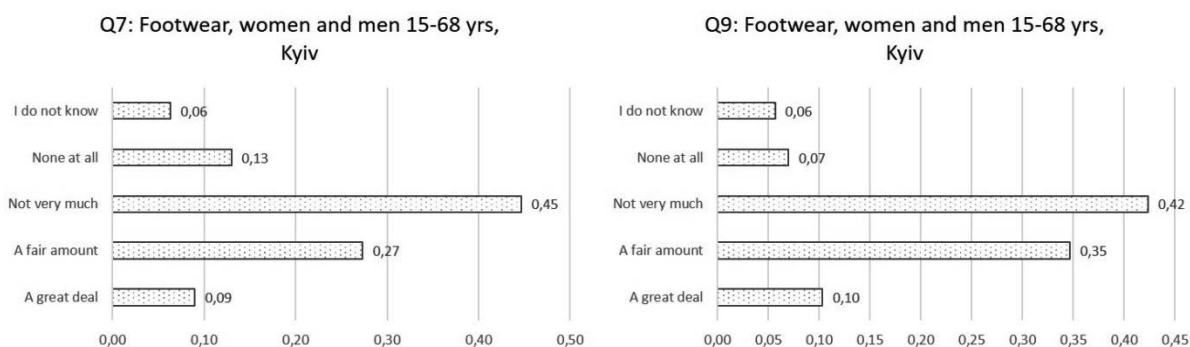 Q7: Footwear, women and men 15-68 yrs,
Kyiv
I do not know
0,06
None at all
0,13
Not very much
0,45
A fair amount
0,27
A great deal
0,09
0,00 0,10 0,20 0,30 0,40 0,50
Q9: Footwear, women and men 15-68 yrs,
Kyiv
I do not know
0,06
None at all
0,07
Not very much
0,42
A fair amount
0,35
A great deal
0,10
0,00 0,05 0,10 0,15 0,20 0,25 0,30 0,35 0,40 0,45